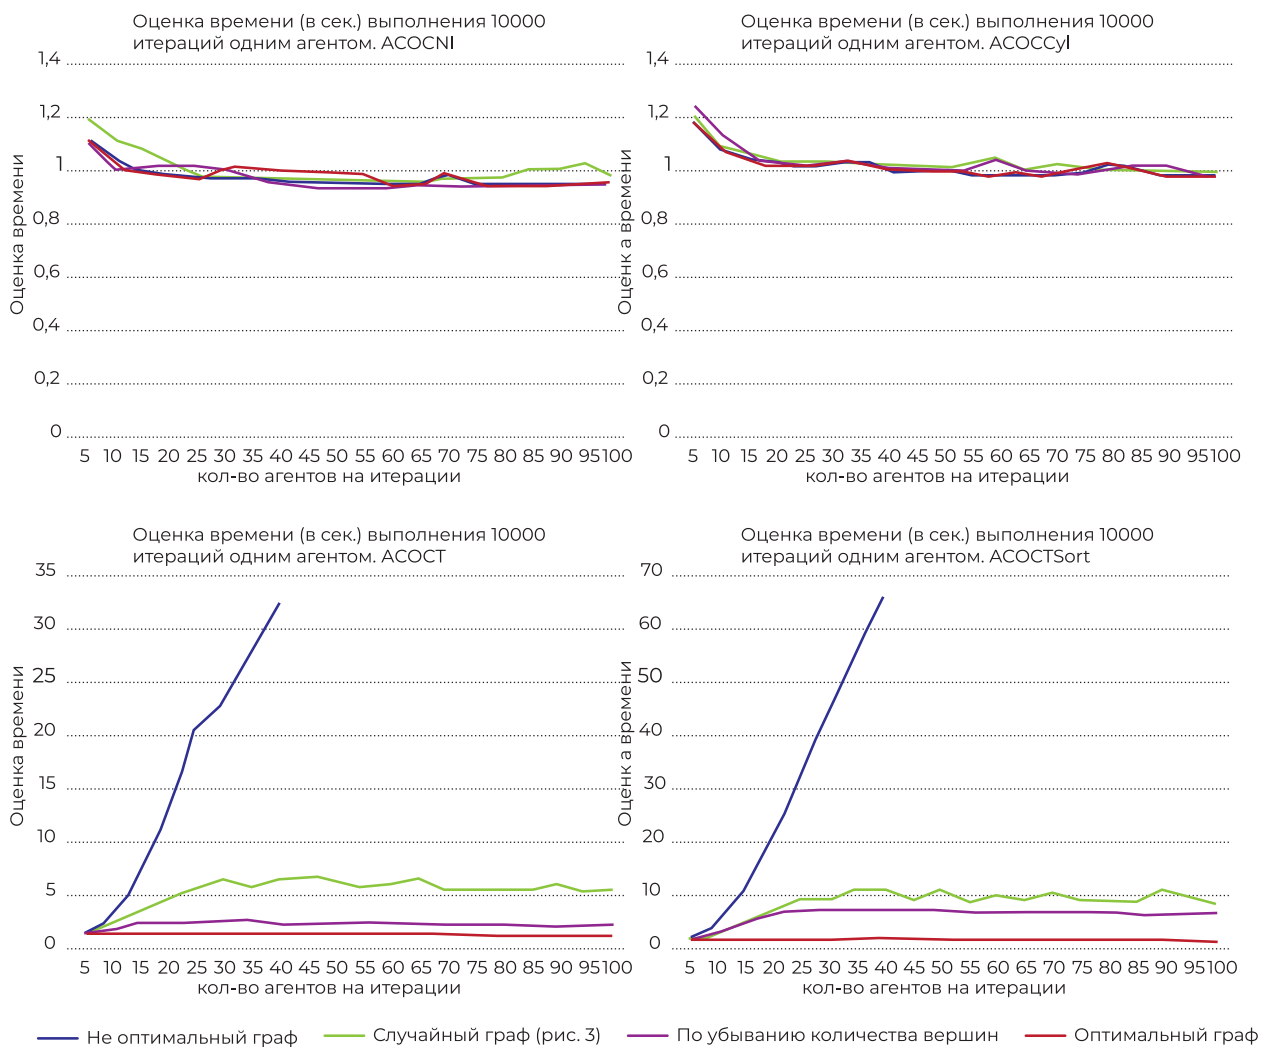 Оценка времени (в сек.) выполнения 10000
итераций одним агентом. ACOCNI
1,4
1,2
1
0,8
0,6
0,4
0,2
0
Оценка времени
5 10 15 20 25 30 35 40 45 50 55 60 65 70 75 80 85 90 95 100
кол-во агентов на итерации
Оценка времени (в сек.) выполнения 10000
итераций одним агентом. ACOCCyl
1,4
1,2
1
0,8
0,6
0,4
0,2
0
Оценк а времени
5 10 15 20 25 30 35 40 45 50 55 60 65 70 75 80 85 90 95 100
кол-во агентов на итерации
Оценка времени (в сек.) выполнения 10000
итераций одним агентом. ACOCT
35
30
25
20
15
10
5
0
Оценка времени
5 10 15 20 25 30 35 40 45 50 55 60 65 70 75 80 85 90 95 100
кол-во агентов на итерации
Оценка времени (в сек.) выполнения 10000
итераций одним агентом. ACOCTSort
70
60
50
40
30
20
10
0
Оценк а времени
5 10 15 20 25 30 35 40 45 50 55 60 65 70 75 80 85 90 95 100
кол-во агентов на итерации
Не оптимальный граф
Случайный граф (рис. 3)
По убыванию количества вершин
Оптимальный граф